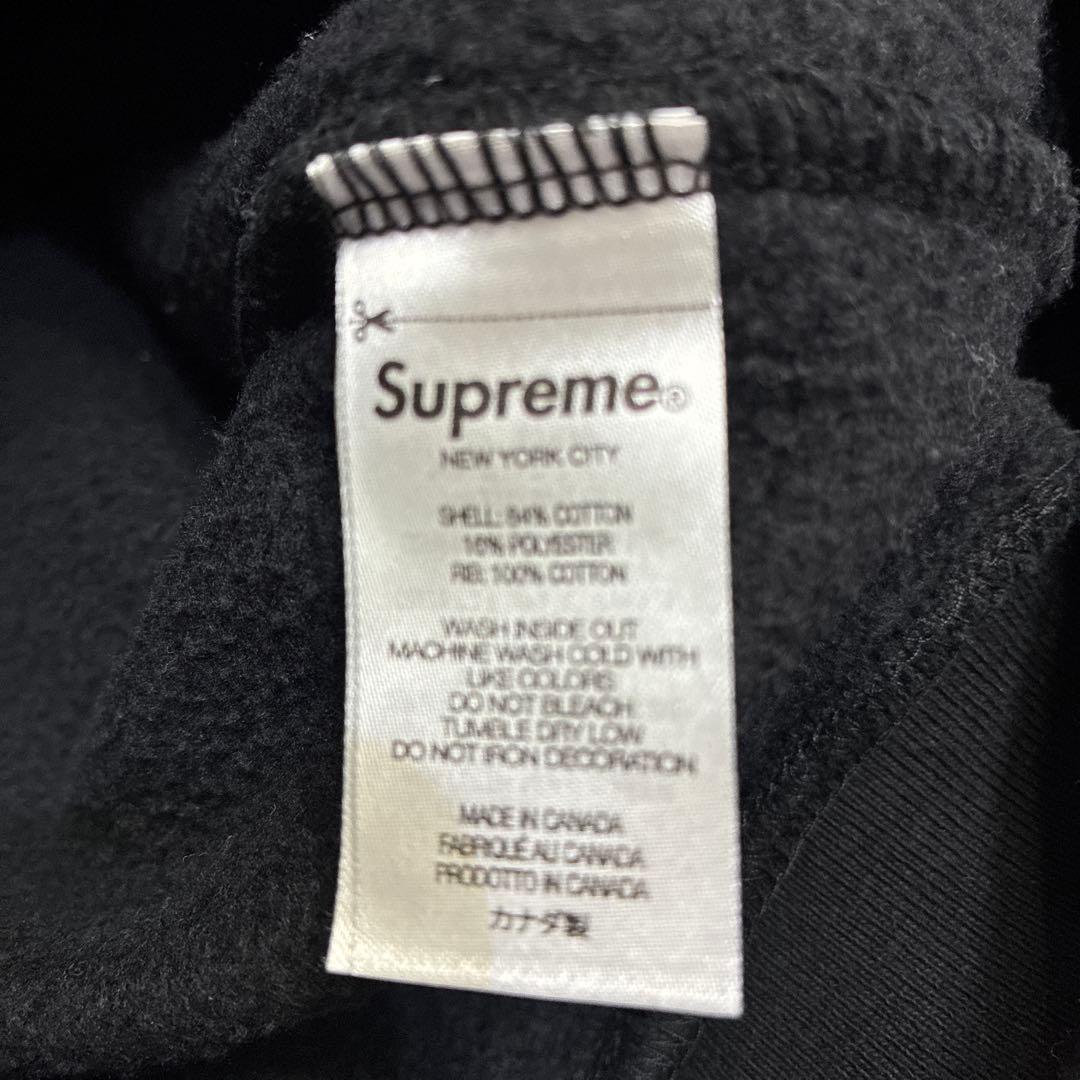 Supreme®
NEW YORK CITY
SHELL: 84% COTTON
16% POLYESTER
RIB: 100% COTTON
WASH INSIDE OUT
MACHINE WASH COLD WITH
LIKE COLORS
DO NOT BLEACH
TUMBLE DRY LOW
DO NOT IRON DECORATION
MADE IN CANADA
FABRIQUÉ AU CANADA
PRODOTTO IN CANADA
カナダ製